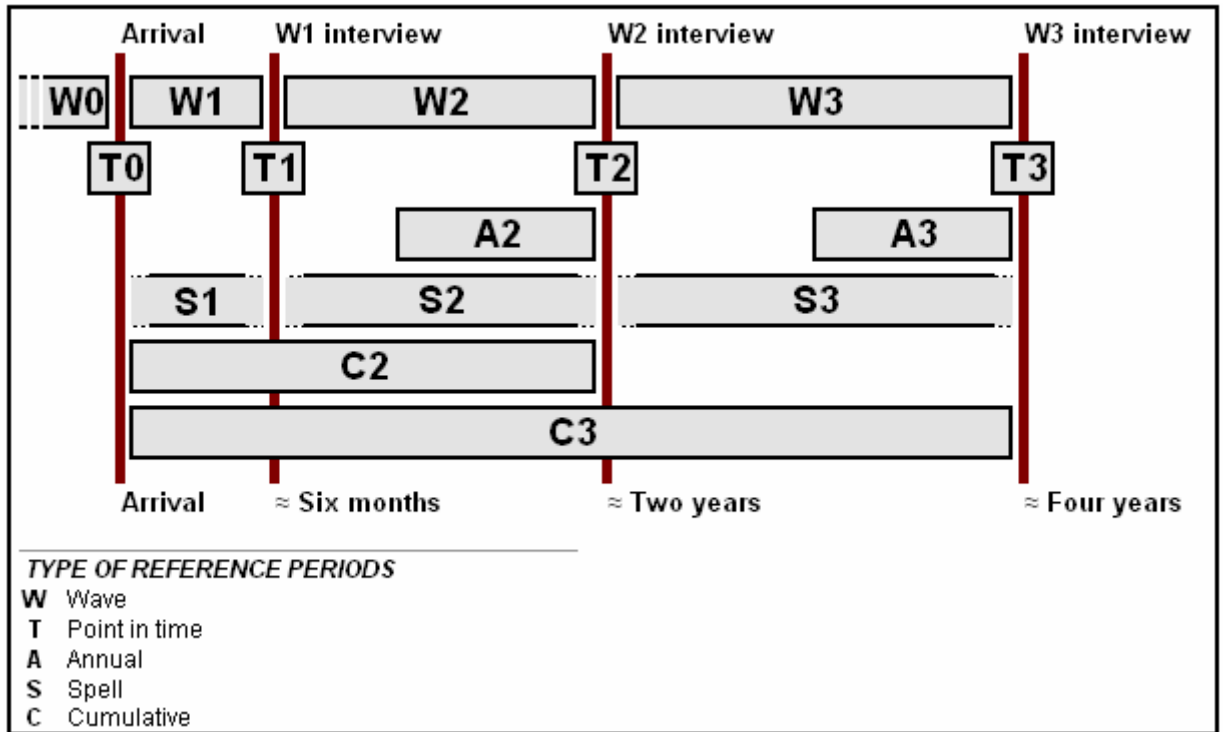 Arrival W1 interview W2 interview W3 interview
W0 W1 W2 W3
T0 T1 T2 T3
A2 A3
S1 S2 S3
C2
C3
Arrival ≈ Six months ≈ Two years ≈ Four years
TYPE OF REFERENCE PERIODS
W Wave
T Point in time
A Annual
S Spell
C Cumulative